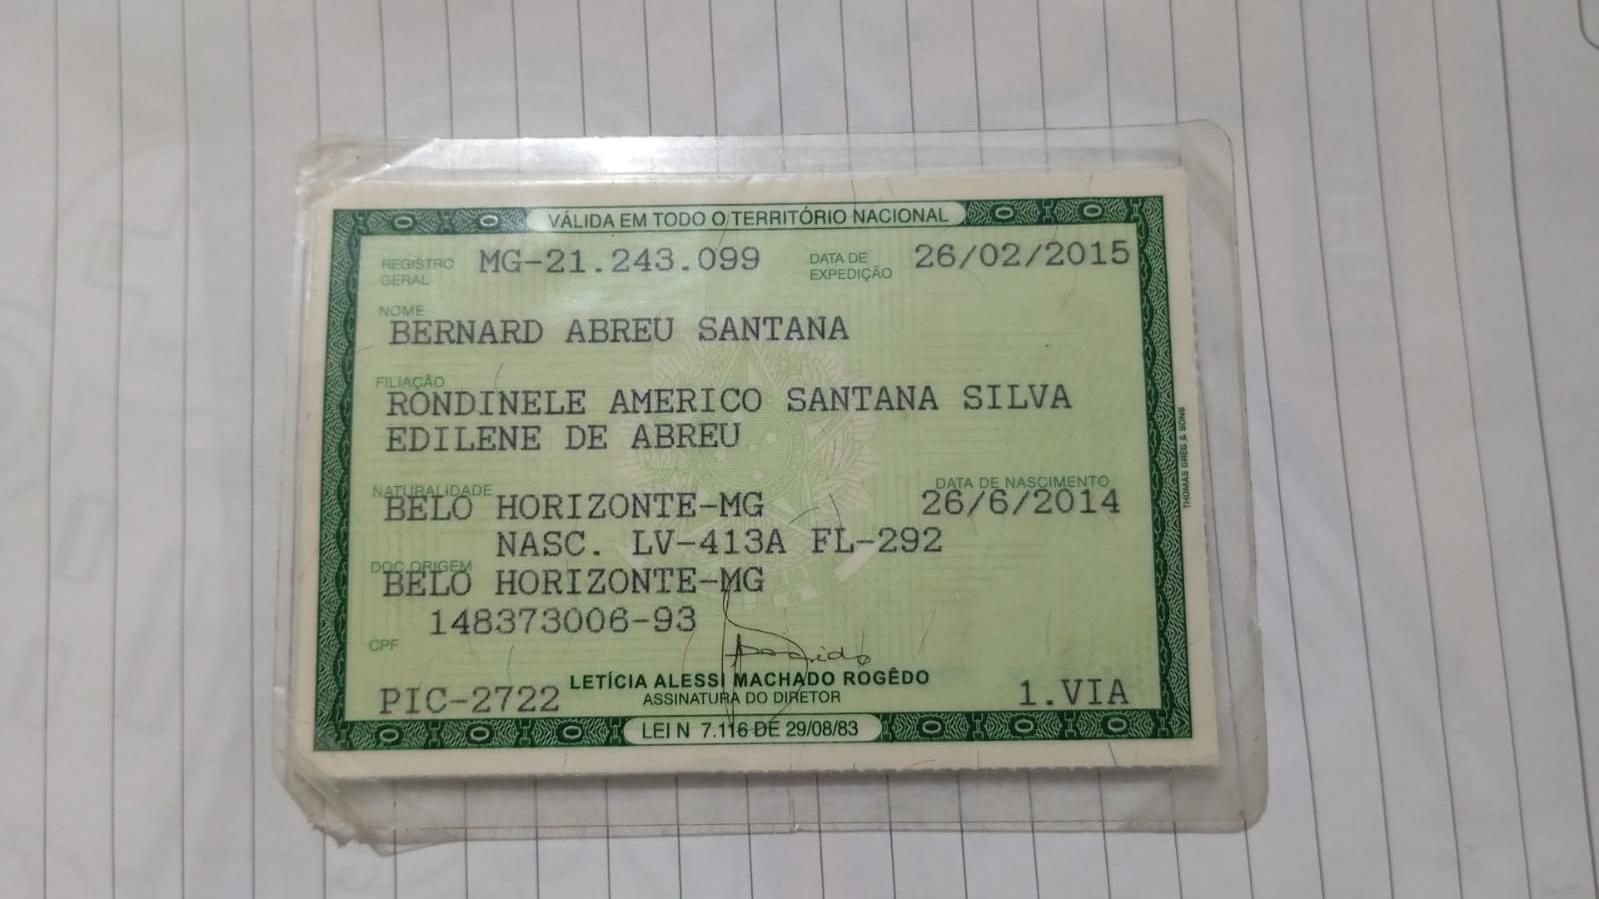 VÁLIDA EM TODO O TERRITÓRIO NACIONAL
REGISTRO GERAL MG-21.243.099 DATA DE EXPEDIÇÃO 26/02/2015
NOME
BERNARD ABREU SANTANA
FILIAÇÃO
RONDINELE AMERICO SANTANA SILVA
EDILENE DE ABREU
NATURALIDADE DATA DE NASCIMENTO
BELO HORIZONTE-MG 26/6/2014
NASC. LV-413A FL-292
DOC ORIGEM
BELO HORIZONTE-MG
148373006-93
CPF
LETÍCIA ALESSI MACHADO ROGÊDO
PIC-2722 ASSINATURA DO DIRETOR 1.VIA
LEI N 7.116 DE 29/08/83
THOMAS GREG & SONS